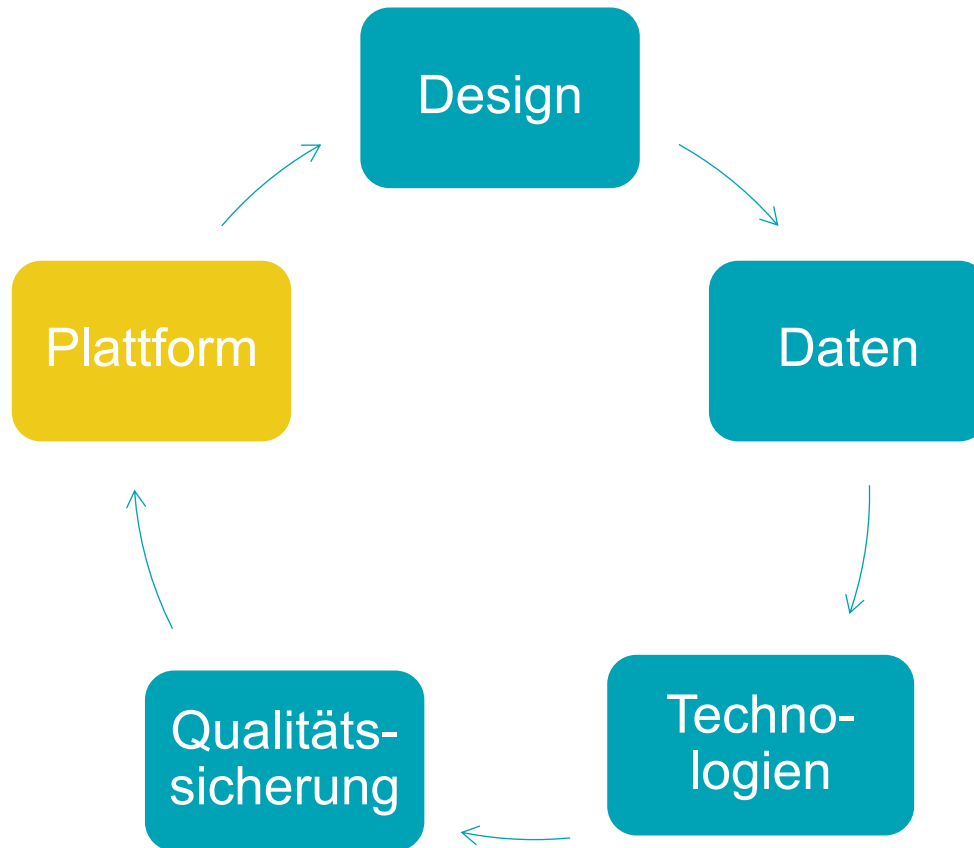 Design
Plattform
Daten
Techno-
logien
Qualitäts-
sicherung